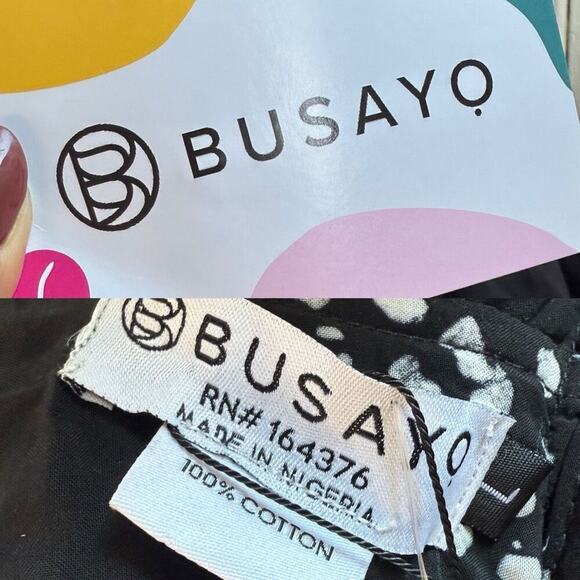 B BUSAYỌ
B BUSAYỌ
RN# 164376
MADE IN NIGERIA
100% COTTON
L